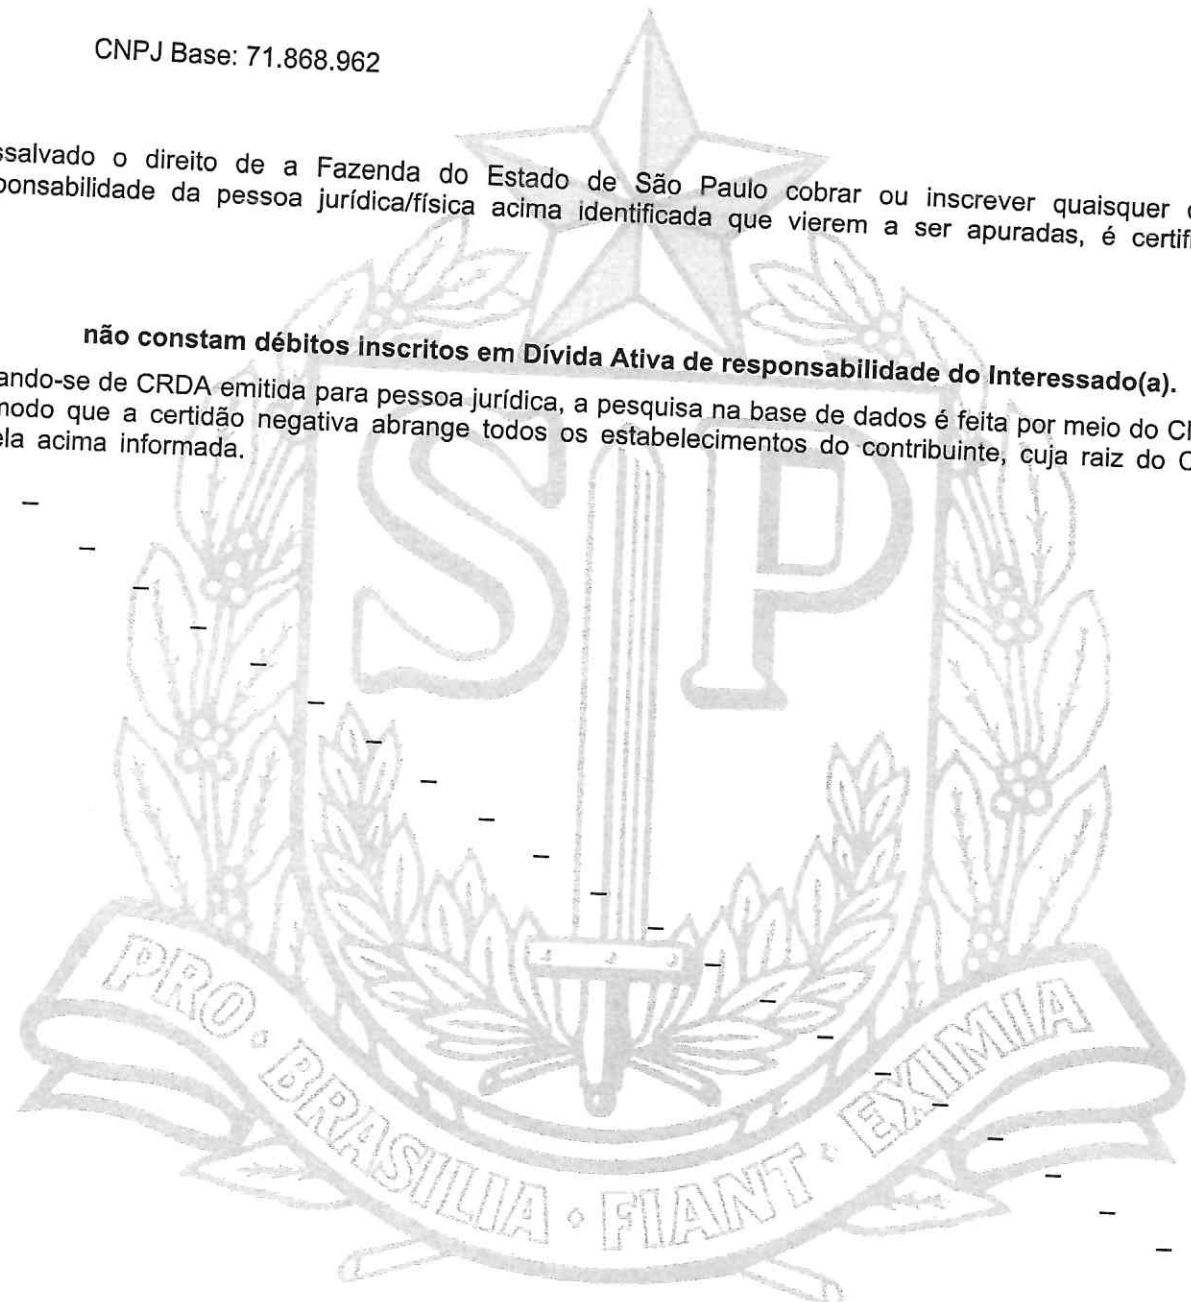 CNPJ Base: 71.868.962
ssalvado o direito de a Fazenda do Estado de São Paulo cobrar ou inscrever quaisquer
ponsabilidade da pessoa jurídica/física acima identificada que vierem a ser apuradas, é certif
não constam débitos inscritos em Dívida Ativa de responsabilidade do Interessado(a).
ando-se de CRDA emitida para pessoa jurídica, a pesquisa na base de dados é feita por meio do
modo que a certidão negativa abrange todos os estabelecimentos do contribuinte, cuja raiz do
ela acima informada.
SP
PRO BRASILIA FIANT EXIMIA